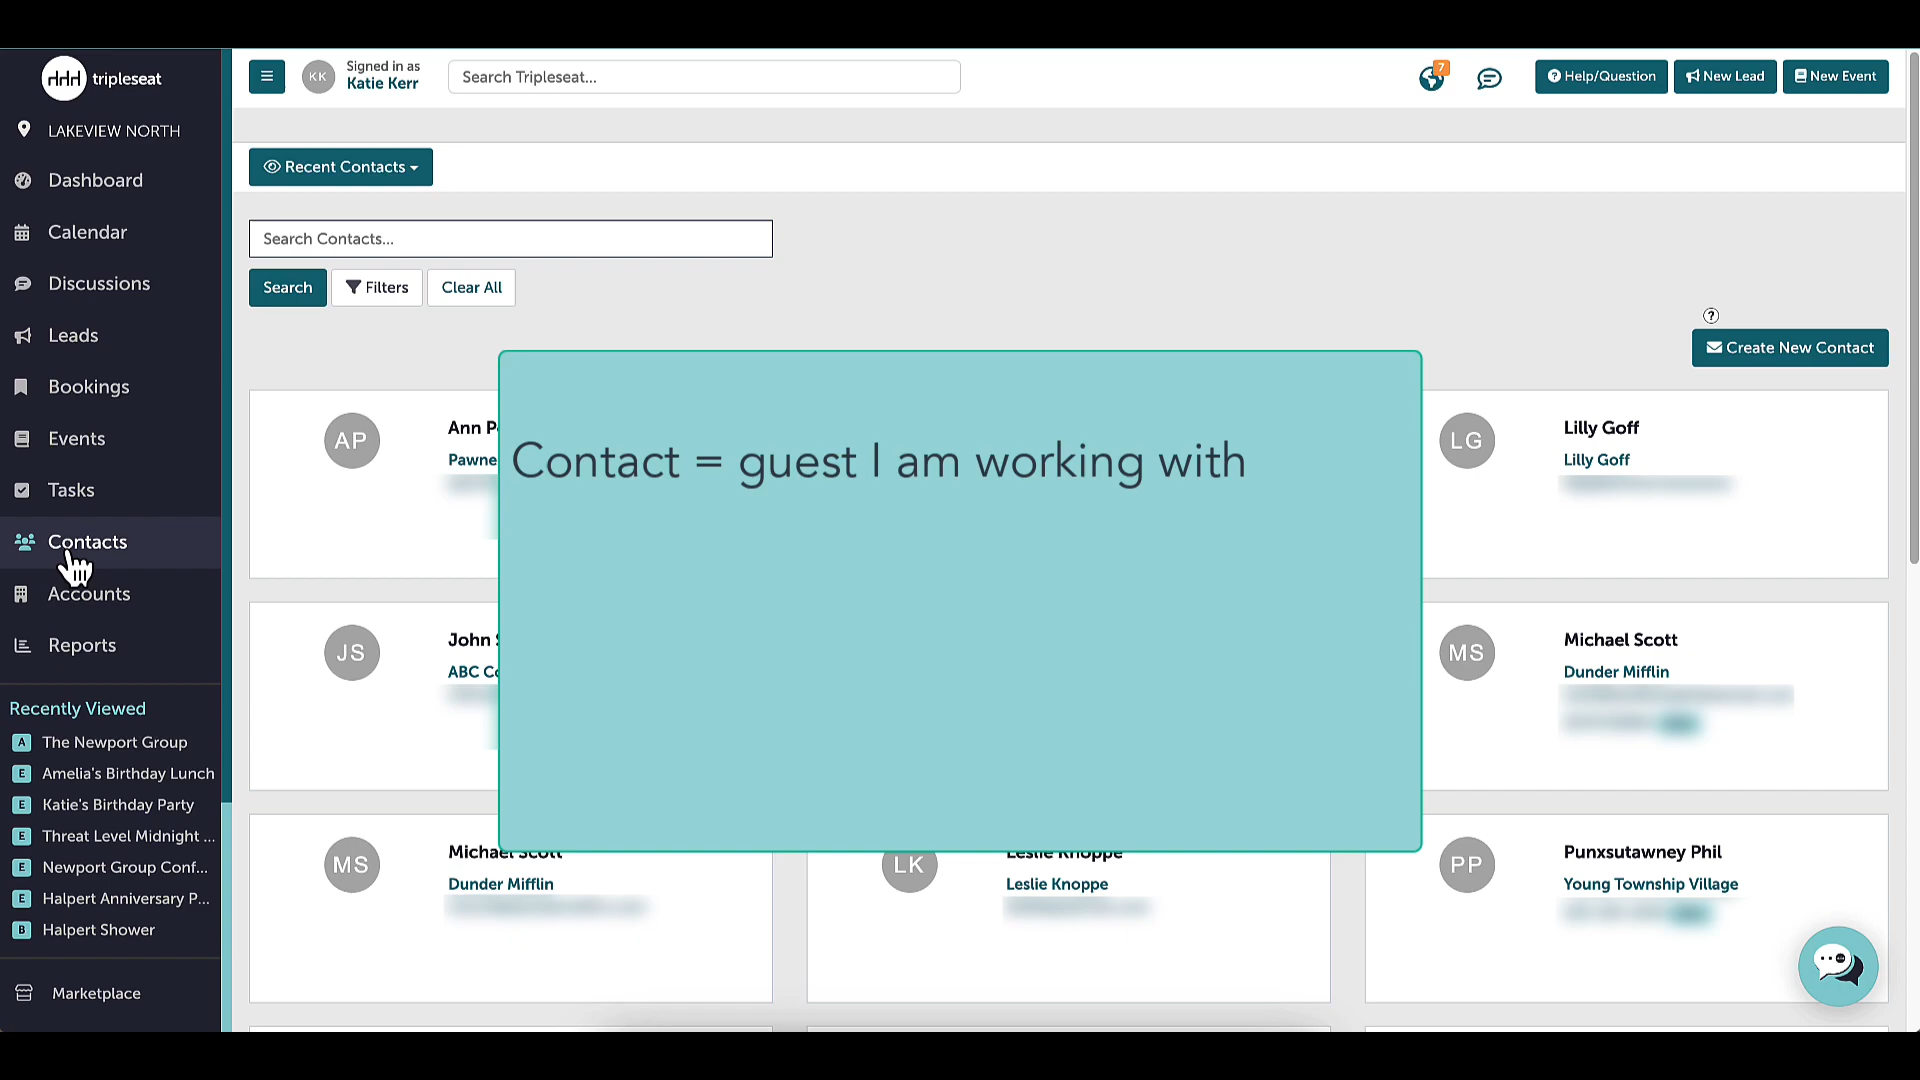 tripleseat
LAKEVIEW NORTH
Dashboard
Calendar
Discussions
Leads
Bookings
Events
Tasks
Contacts
Accounts
Reports
Recently Viewed
A The Newport Group
E Amelia's Birthday Lunch
E Katie's Birthday Party
E Threat Level Midnight ...
E Newport Group Conf...
E Halpert Anniversary P...
B Halpert Shower
Marketplace
KK
Signed in as
Katie Kerr
Search Tripleseat...
7
Help/Question
New Lead
New Event
Recent Contacts
Search Contacts...
Search
Filters
Clear All
?
Create New Contact
AP
Ann P
Pawne
Contact = guest I am working with
LG
Lilly Goff
Lilly Goff
JS
John
ABC
MS
Michael Scott
Dunder Mifflin
MS
Michael Scott
Dunder Mifflin
LK
Leslie Knoppe
Leslie Knoppe
PP
Punxsutawney Phil
Young Township Village